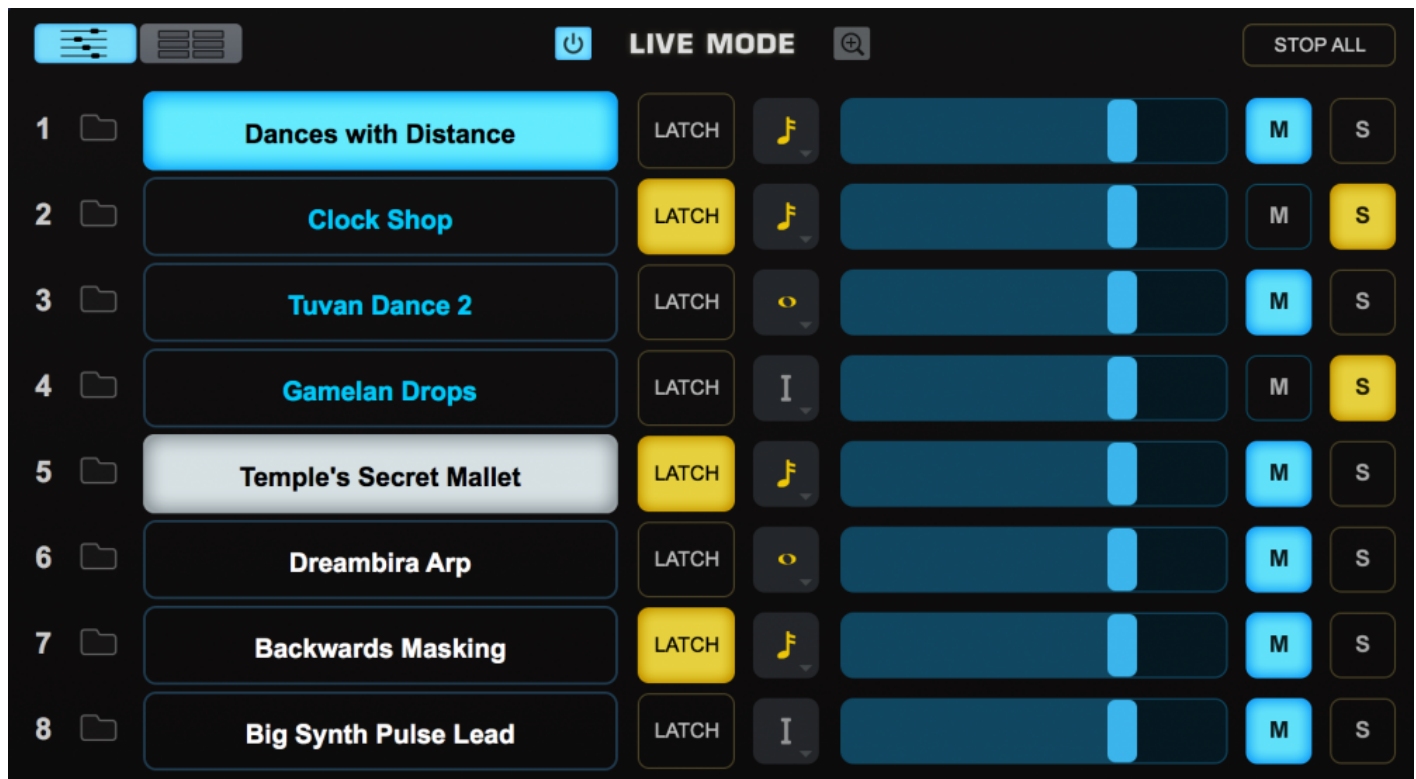 LIVE MODE STOP ALL
1 Dances with Distance LATCH M S
2 Clock Shop LATCH M S
3 Tuvan Dance 2 LATCH M S
4 Gamelan Drops LATCH I M S
5 Temple's Secret Mallet LATCH M S
6 Dreambira Arp LATCH M S
7 Backwards Masking LATCH M S
8 Big Synth Pulse Lead LATCH I M S